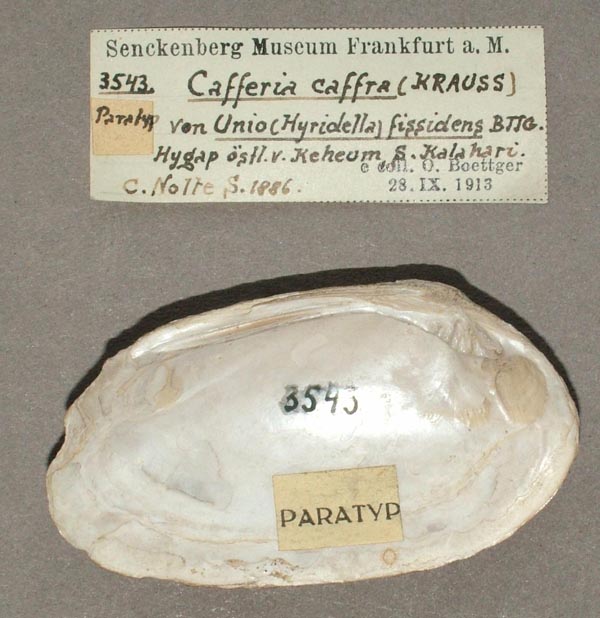 Senckenberg Museum Frankfurt a. M.
3543. Cafferia caffra (KRAUSS)
Paratyp von Unio (Hyridella) fissidens BTTG.
Hygap östl. v. Keheum, S. Kalahari.
e coll. O. Boettger
C. Nolte S. 1886.
28. IX. 1913
3543
PARATYP